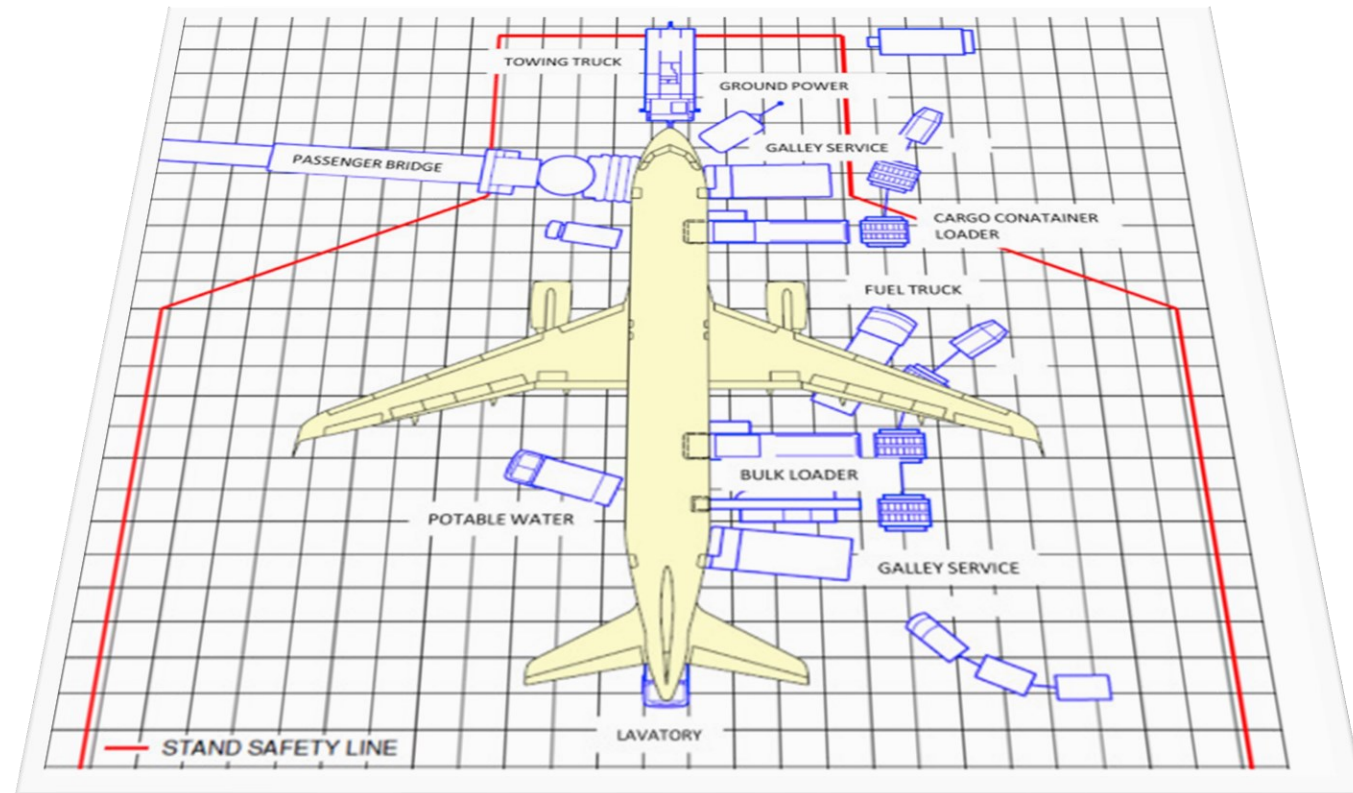 TOWING TRUCK
GROUND POWER
GALLEY SERVICE
PASSENGER BRIDGE
CARGO CONATAINER
LOADER
FUEL TRUCK
BULK LOADER
POTABLE WATER
GALLEY SERVICE
LAVATORY
STAND SAFETY LINE